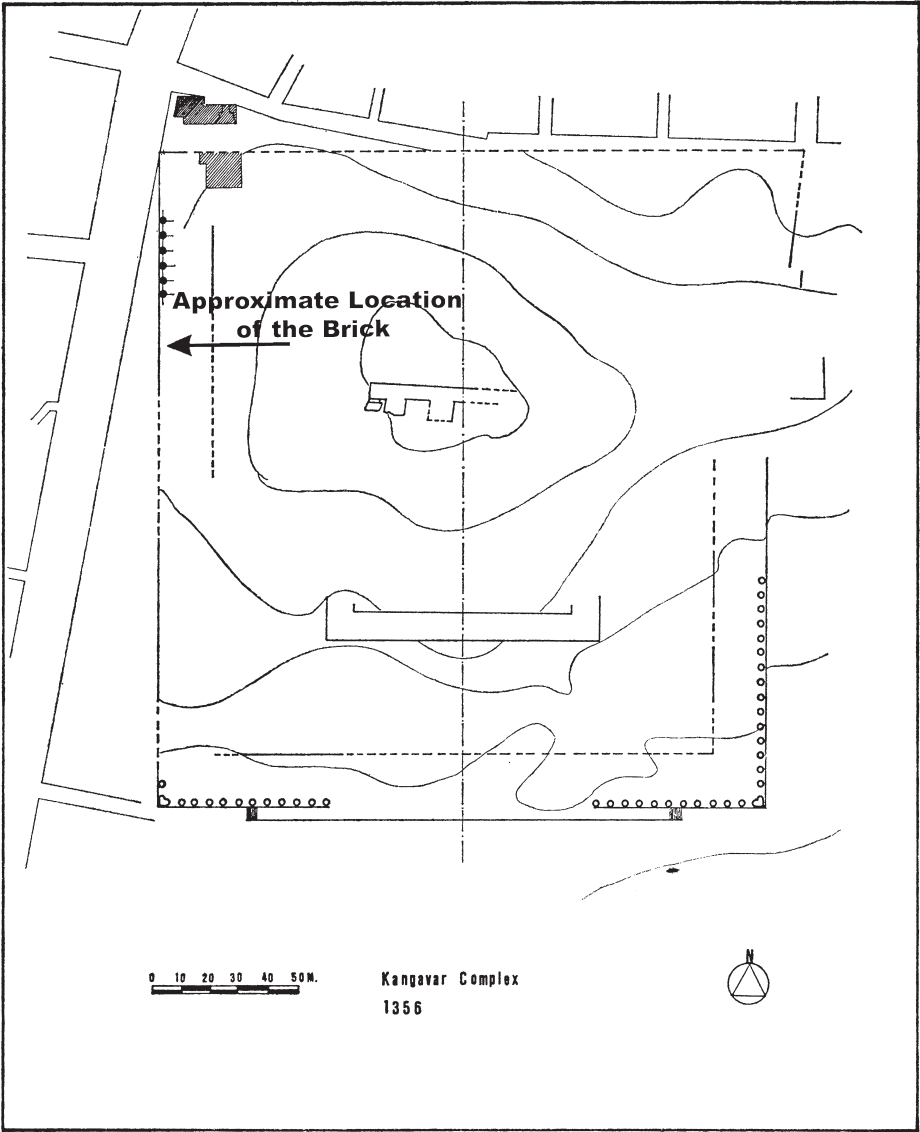 Approximate Location
of the Brick
0 10 20 30 40 50M.
Kangavar Complex
1356
N